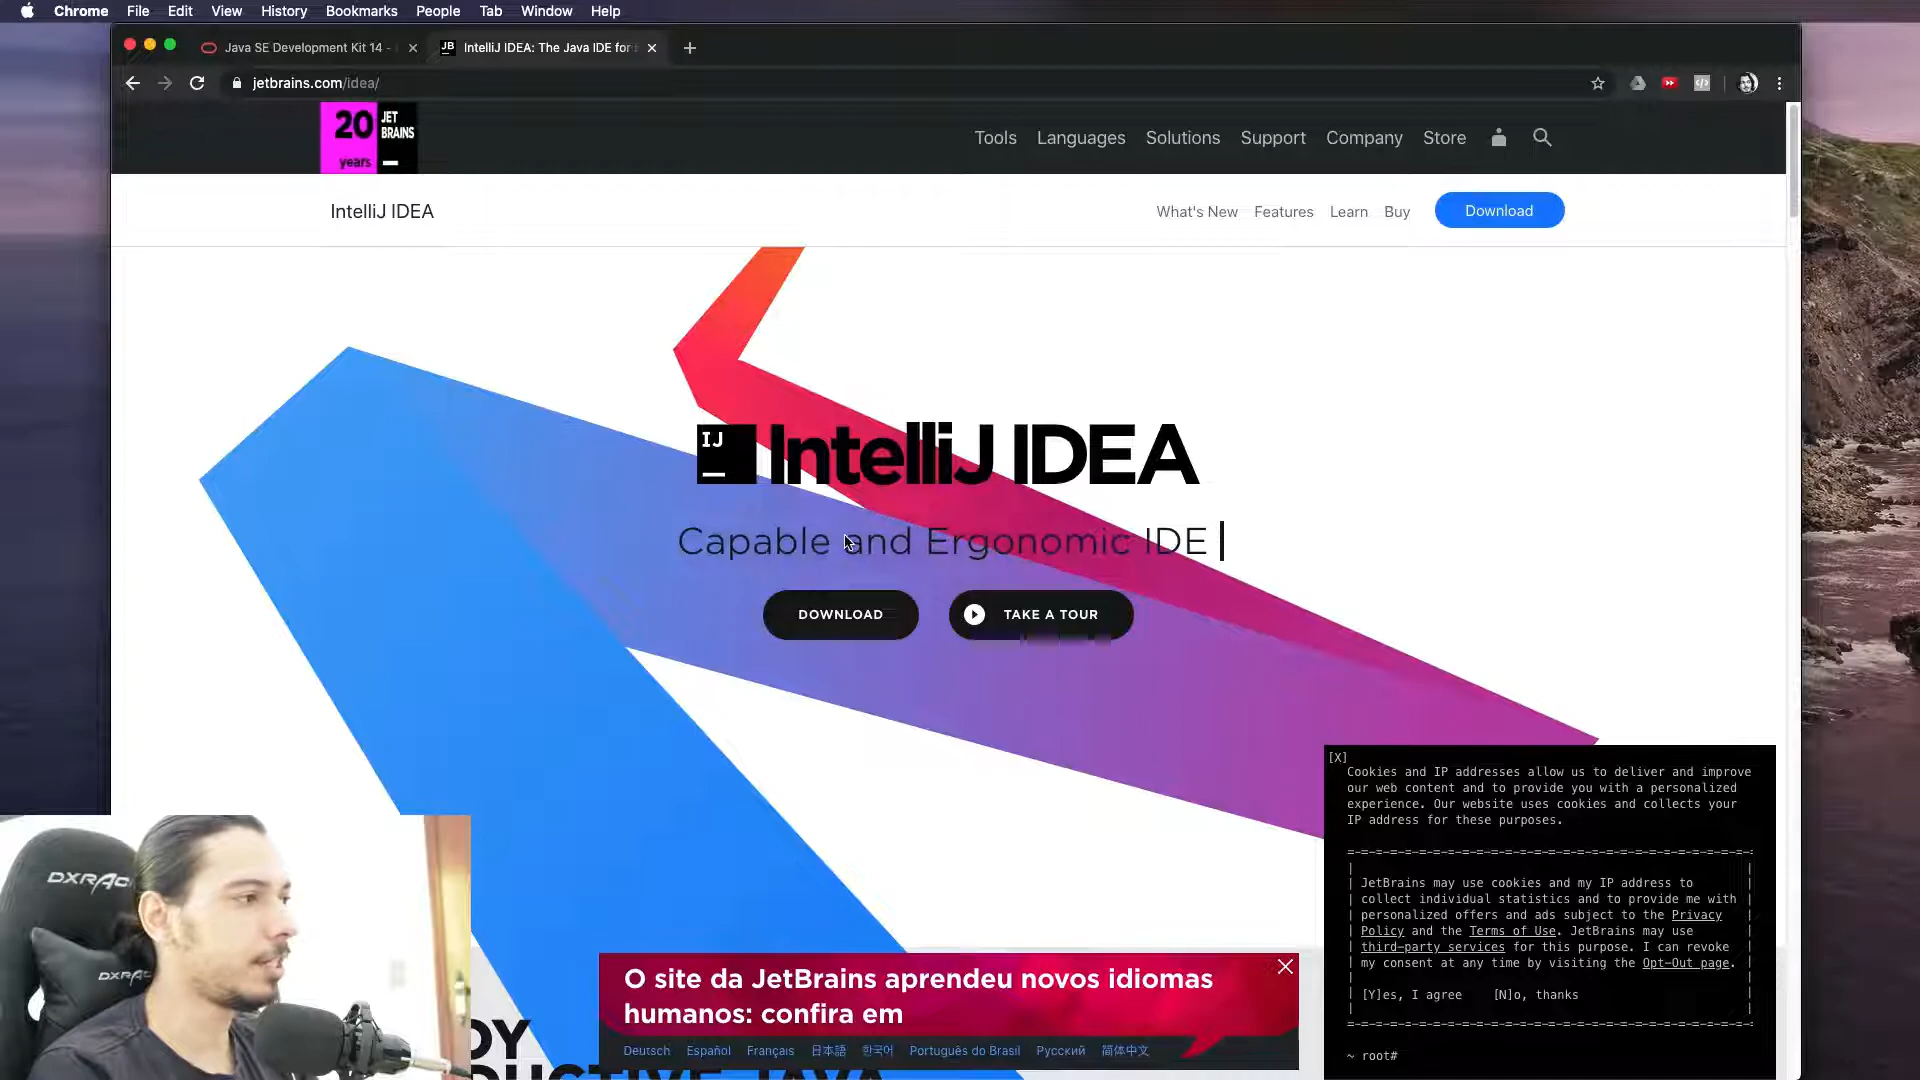 Chrome File Edit View History Bookmarks People Tab Window Help
Java SE Development Kit 14 -
JB IntelliJ IDEA: The Java IDE for
jetbrains.com/idea/
20 years
JET BRAINS
Tools Languages Solutions Support Company Store
IntelliJ IDEA
What's New Features Learn Buy Download
IJ IntelliJ IDEA
Capable and Ergonomic IDE
DOWNLOAD TAKE A TOUR
[X]
Cookies and IP addresses allow us to deliver and improve
our web content and to provide you with a personalized
experience. Our website uses cookies and collects your
IP address for these purposes.
JetBrains may use cookies and my IP address to
collect individual statistics and to provide me with
personalized offers and ads subject to the Privacy
Policy and the Terms of Use. JetBrains may use
third-party services for this purpose. I can revoke
my consent at any time by visiting the Opt-Out page.
[Y]es, I agree [N]o, thanks
~ root#
O site da JetBrains aprendeu novos idiomas
humanos: confira em
Deutsch Español Français 日本語 한국어 Português do Brasil Русский 简体中文